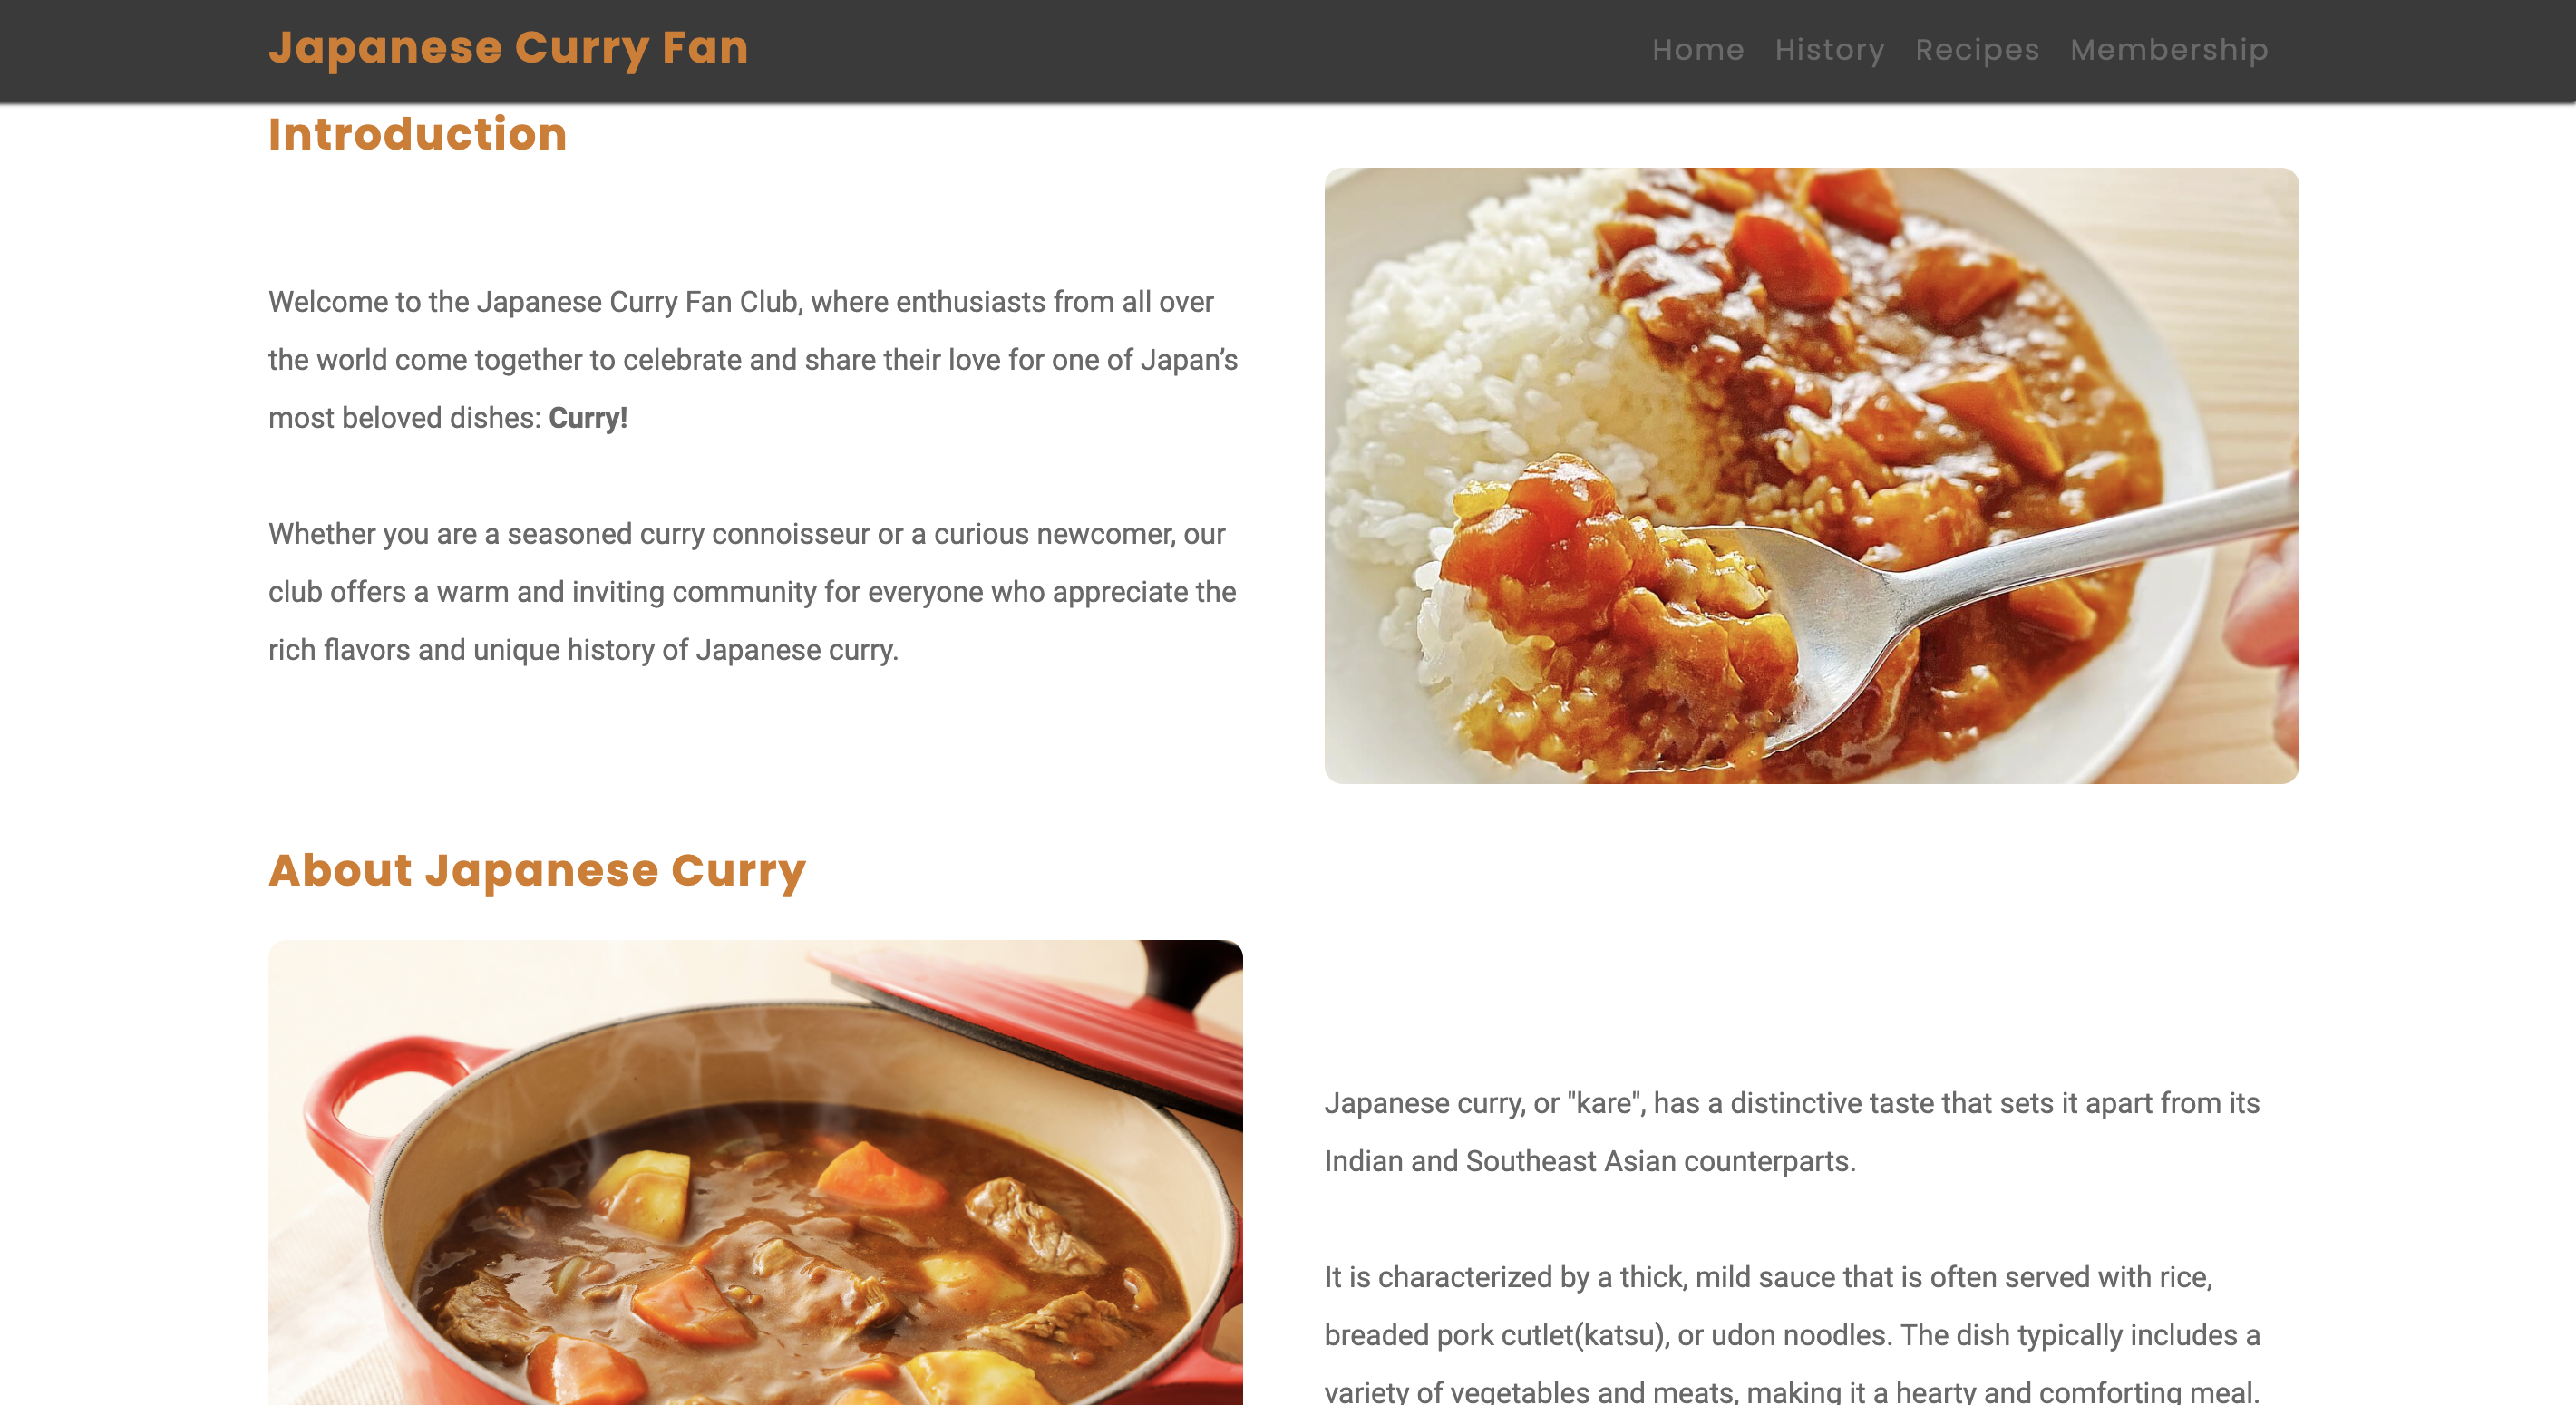 Japanese Curry Fan
Home History Recipes Membership
Introduction
Welcome to the Japanese Curry Fan Club, where enthusiasts from all over
the world come together to celebrate and share their love for one of Japan’s
most beloved dishes: Curry!
Whether you are a seasoned curry connoisseur or a curious newcomer, our
club offers a warm and inviting community for everyone who appreciate the
rich flavors and unique history of Japanese curry.
About Japanese Curry
Japanese curry, or "kare", has a distinctive taste that sets it apart from its
Indian and Southeast Asian counterparts.
It is characterized by a thick, mild sauce that is often served with rice,
breaded pork cutlet(katsu), or udon noodles. The dish typically includes a
variety of vegetables and meats, making it a hearty and comforting meal.